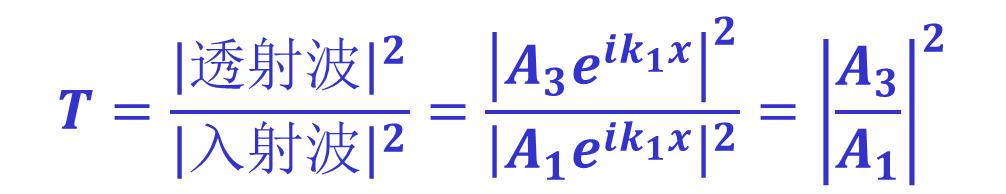 T = |透射波|² / |入射波|² = |A₃e^{ik₁x}|² / |A₁e^{ik₁x}|² = |A₃/A₁|²